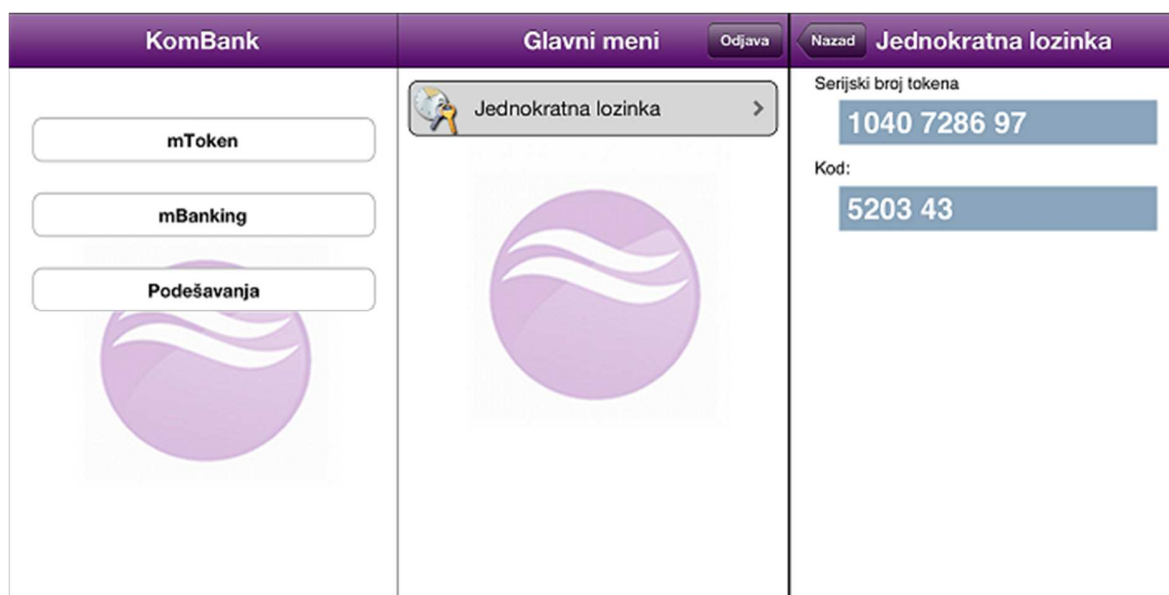 KomBank
mToken
mBanking
Podešavanja
Glavni meni
Odjava
Jednokratna lozinka
Nazad
Jednokratna lozinka
Serijski broj tokena
1040 7286 97
Kod:
5203 43